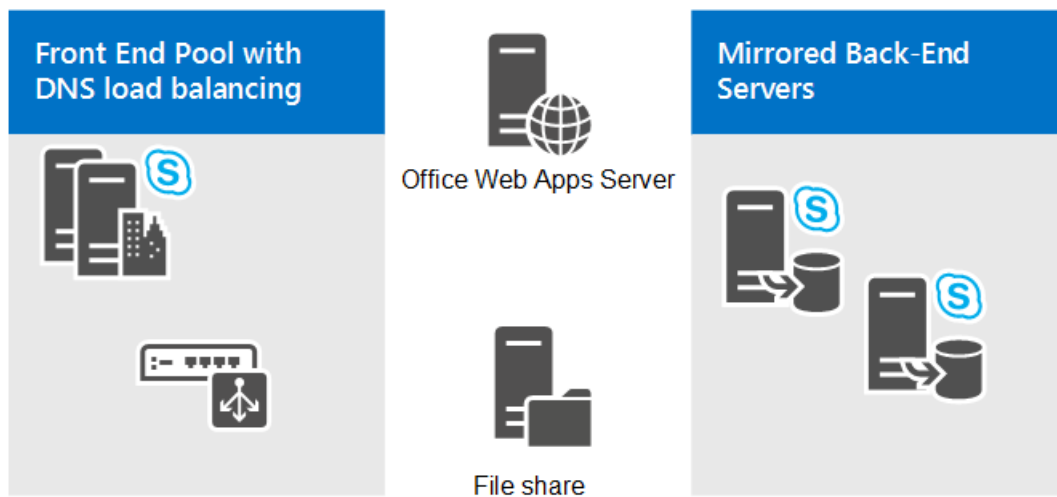 Front End Pool with
DNS load balancing
S
Office Web Apps Server
File share
Mirrored Back-End
Servers
S
S